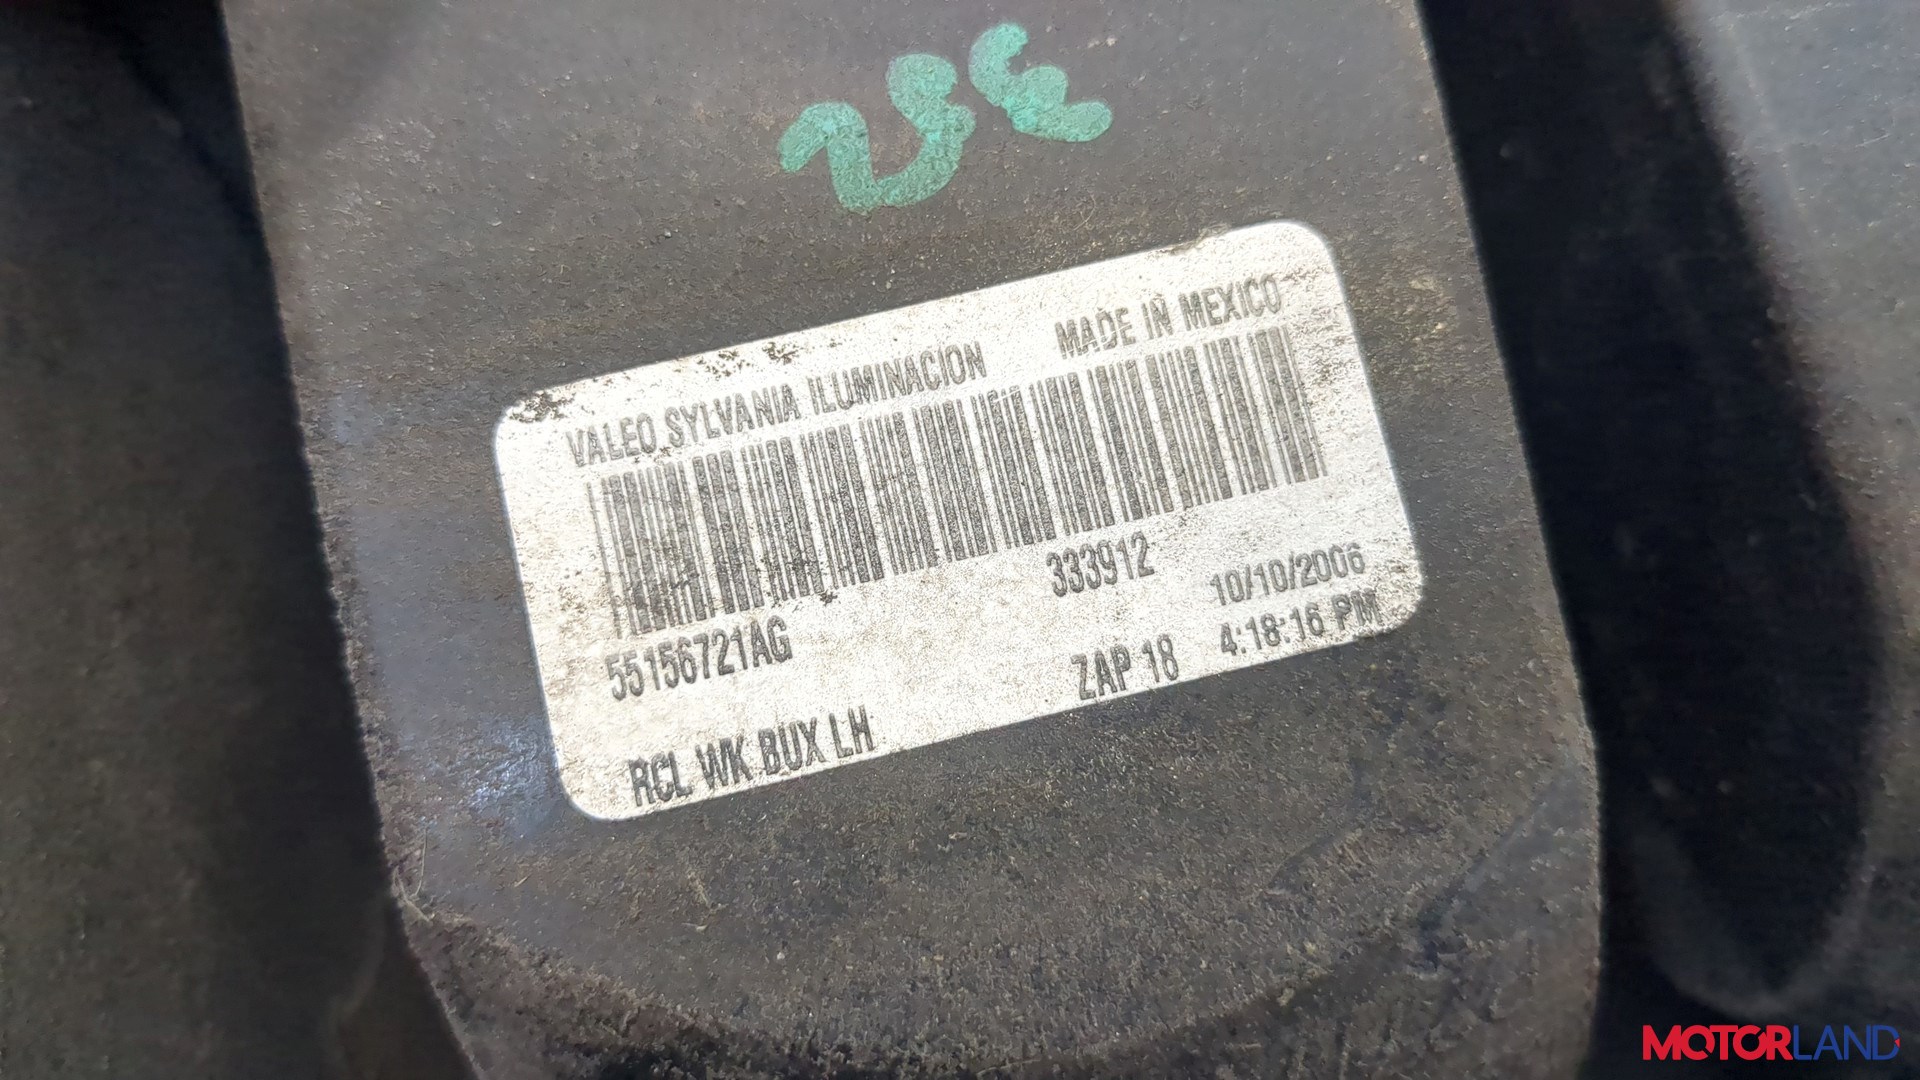 VALEO SYLVANIA ILUMINACION MADE IN MEXICO
55156721AG 333912 10/10/2006
ZAP 18 4:18:16 PM
RCL WK BUX LH
MOTORLAND